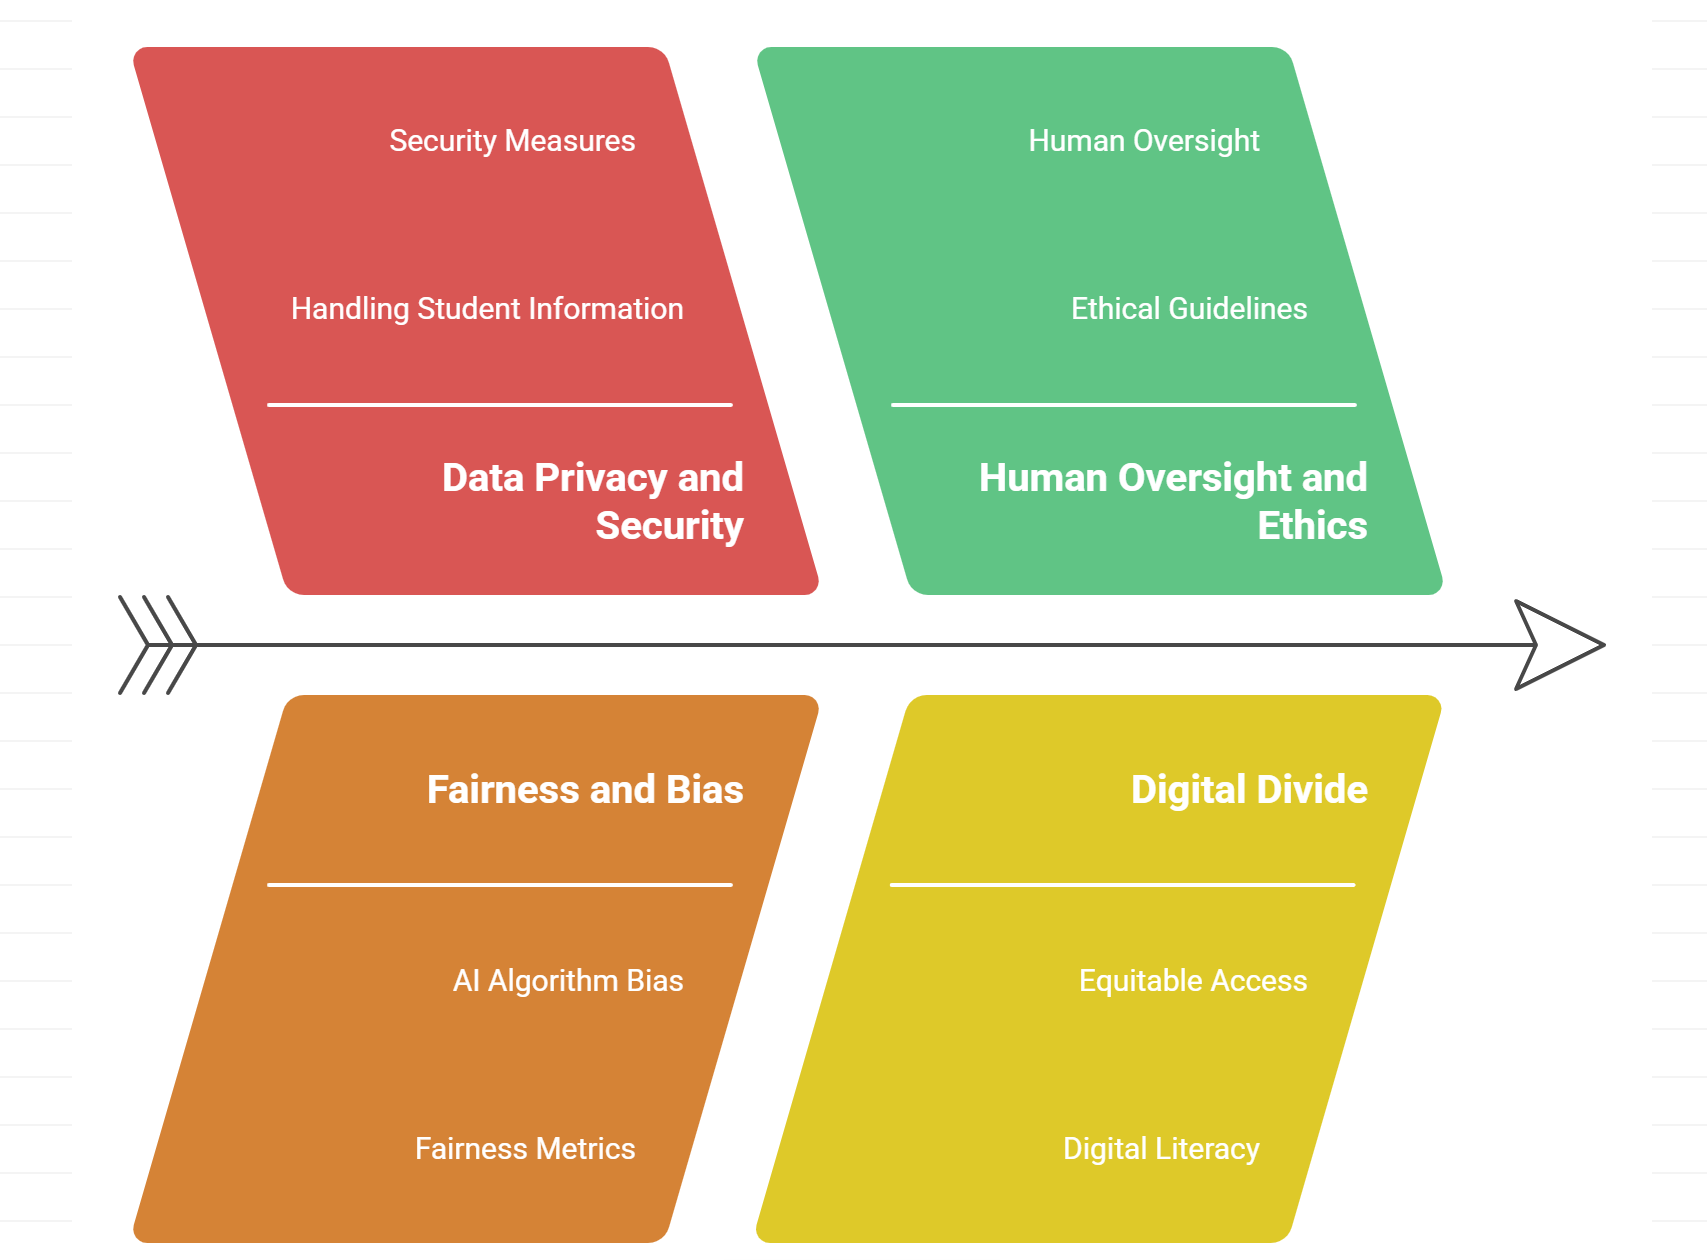 Security Measures
Handling Student Information
Data Privacy and
Security
Human Oversight
Ethical Guidelines
Human Oversight and
Ethics
Fairness and Bias
AI Algorithm Bias
Fairness Metrics
Digital Divide
Equitable Access
Digital Literacy